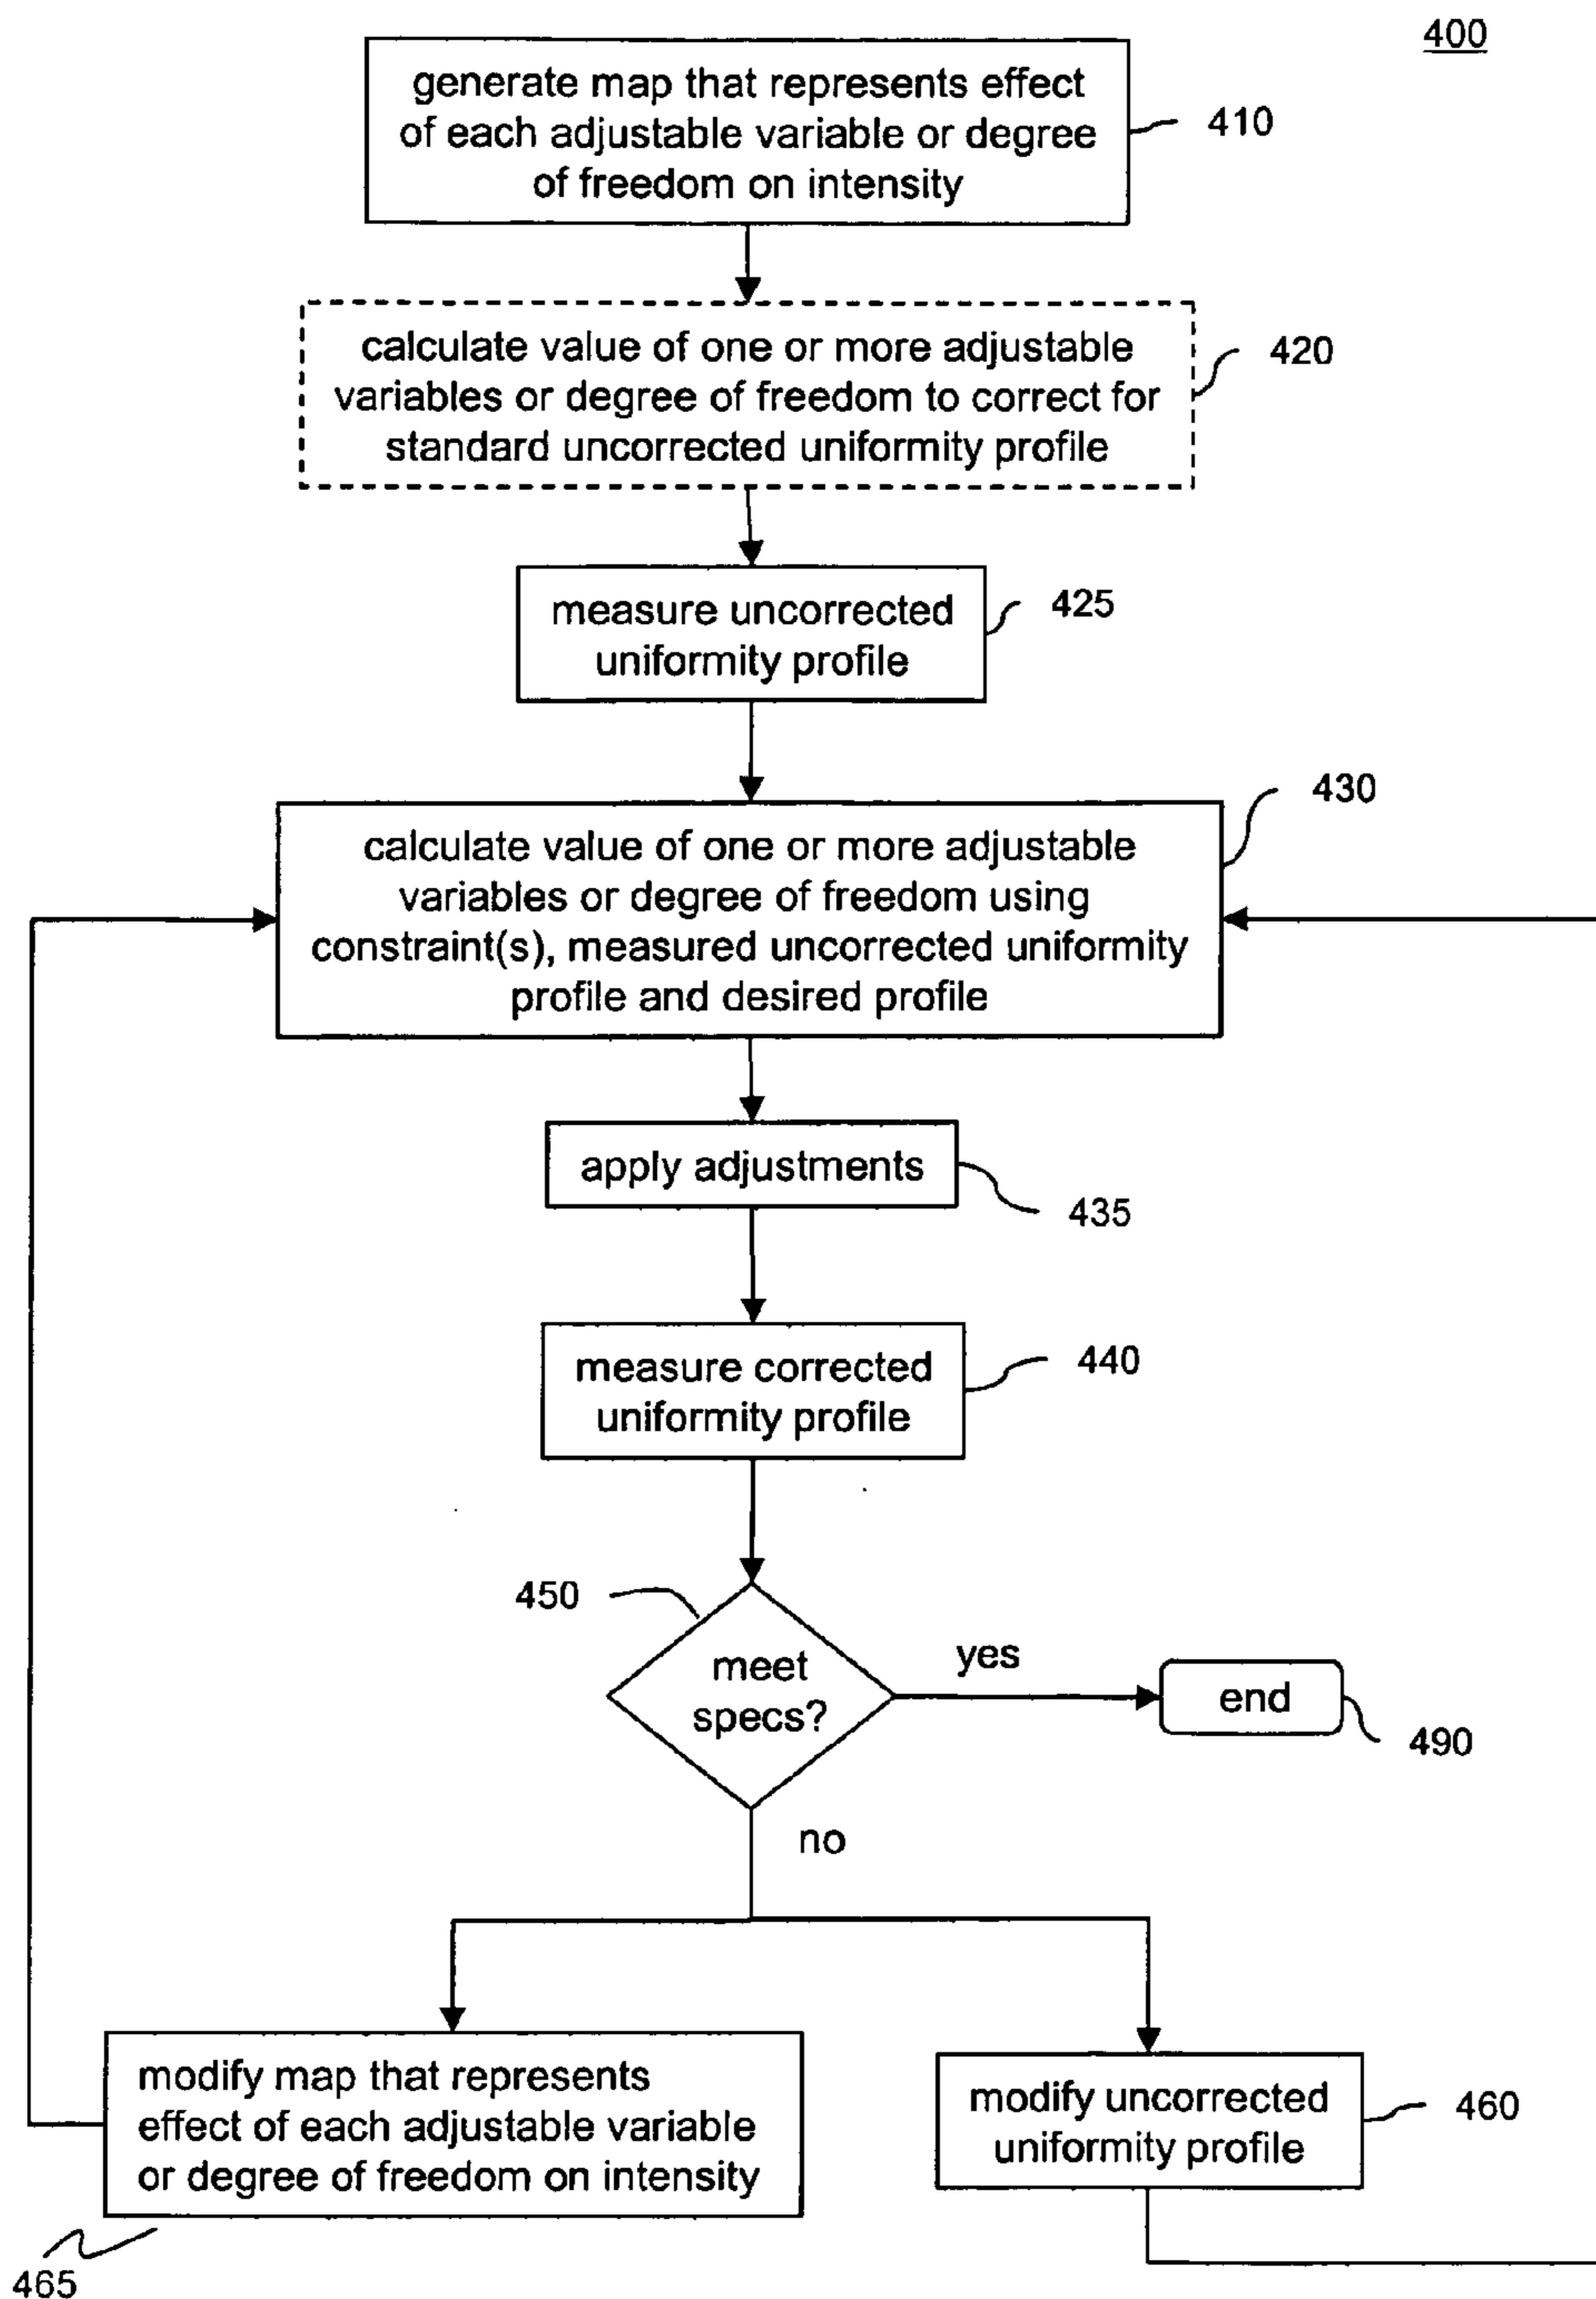 400
generate map that represents effect
of each adjustable variable or degree
of freedom on intensity
410
calculate value of one or more adjustable
variables or degree of freedom to correct for
standard uncorrected uniformity profile
420
measure uncorrected
uniformity profile
425
430
calculate value of one or more adjustable
variables or degree of freedom using
constraint(s), measured uncorrected uniformity
profile and desired profile
apply adjustments
435
measure corrected
uniformity profile
440
450
meet
specs?
yes
end
490
no
modify map that represents
effect of each adjustable variable
or degree of freedom on intensity
465
modify uncorrected
uniformity profile
460